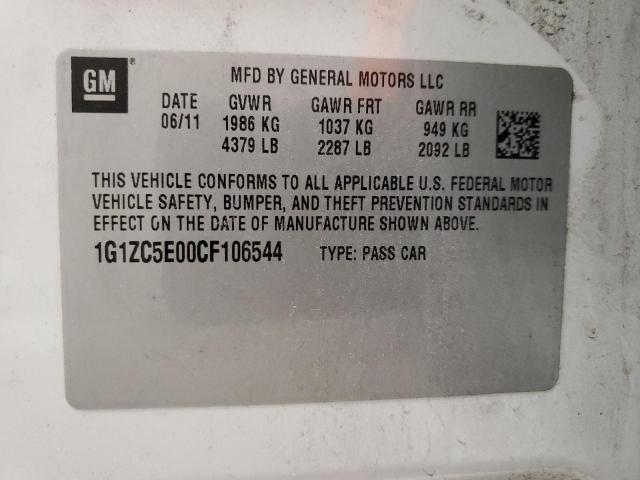 GM
MFD BY GENERAL MOTORS LLC
DATE GVWR GAWR FRT GAWR RR
06/11 1986 KG 1037 KG 949 KG
4379 LB 2287 LB 2092 LB
THIS VEHICLE CONFORMS TO ALL APPLICABLE U.S. FEDERAL MOTOR
VEHICLE SAFETY, BUMPER, AND THEFT PREVENTION STANDARDS IN
EFFECT ON THE DATE OF MANUFACTURE SHOWN ABOVE.
1G1ZC5E00CF106544 TYPE: PASS CAR